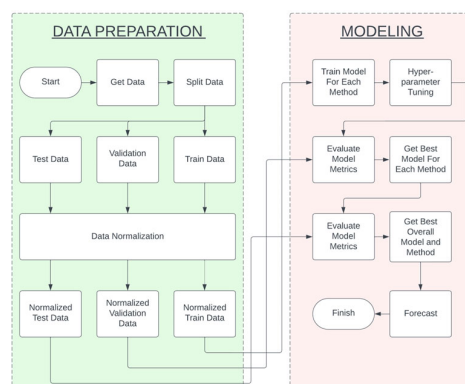 DATA PREPARATION
Start
Get Data
Split Data
Test Data
Validation
Data
Train Data
Data Normalization
Normalized
Test Data
Normalized
Validation
Data
Normalized
Train Data
MODELING
Train Model
For Each
Method
Hyper-
parameter
Tuning
Evaluate
Model
Metrics
Get Best
Model For
Each Method
Evaluate
Model
Metrics
Get Best
Overall
Model and
Method
Finish
Forecast